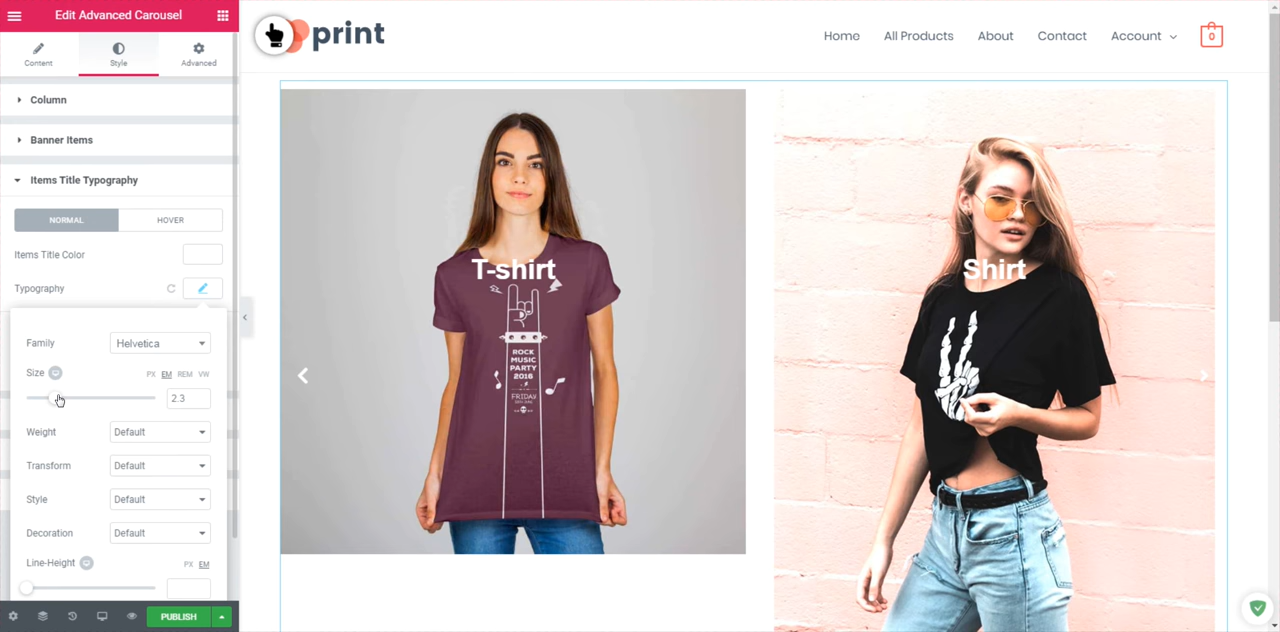 Edit Advanced Carousel
Content
Style
Advanced
Column
Banner Items
Items Title Typography
NORMAL
HOVER
Items Title Color
Typography
Family
Helvetica
Size
PX EM REM VW
2.3
Weight
Default
Transform
Default
Style
Default
Decoration
Default
Line-Height
PX EM
PUBLISH
print
Home
All Products
About
Contact
Account
0
T-shirt
ROCK
MUSIC
PARTY
2016
FRIDAY
Shirt